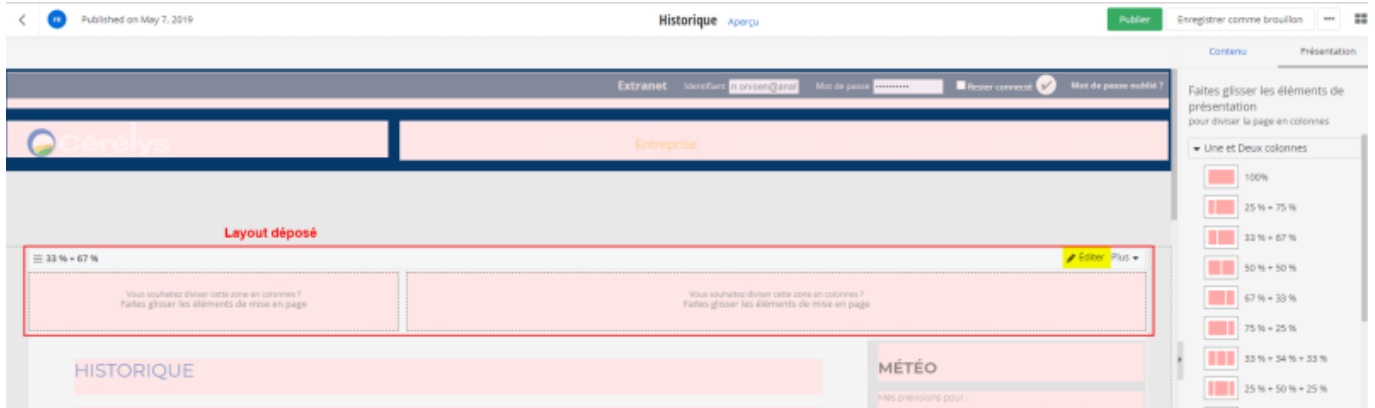 FR Published on May 7, 2019
Historique Aperçu
Publier Enregistrer comme brouillon
Contenu Présentation
Extranet Identifiant n.orvoen@anal Mot de passe •••••••••• Rester connecté Mot de passe oublié ?
Faites glisser les éléments de
présentation
pour diviser la page en colonnes
Cérélys Entreprise
Une et Deux colonnes
100%
25 % + 75 %
33 % + 67 %
50 % + 50 %
67 % + 33 %
75 % + 25 %
33 % + 34 % + 33 %
25 % + 50 % + 25 %
Layout déposé
33 % + 67 % Éditer Plus
Vous souhaitez diviser cette zone en colonnes ?
Faites glisser les éléments de mise en page
Vous souhaitez diviser cette zone en colonnes ?
Faites glisser les éléments de mise en page
HISTORIQUE
MÉTÉO
Mes prévisions pour :